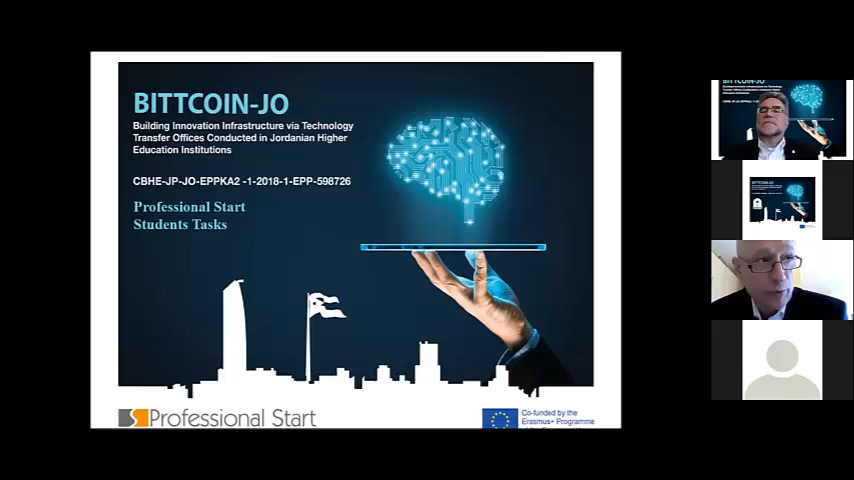 BITTCOIN-JO
Building Innovation Infrastructure via Technology
Transfer Offices Conducted in Jordanian Higher
Education Institutions
CBHE-JP-JO-EPPKA2 -1-2018-1-EPP-598726
Professional Start
Students Tasks
Professional Start
Co-funded by the
Erasmus+ Programme